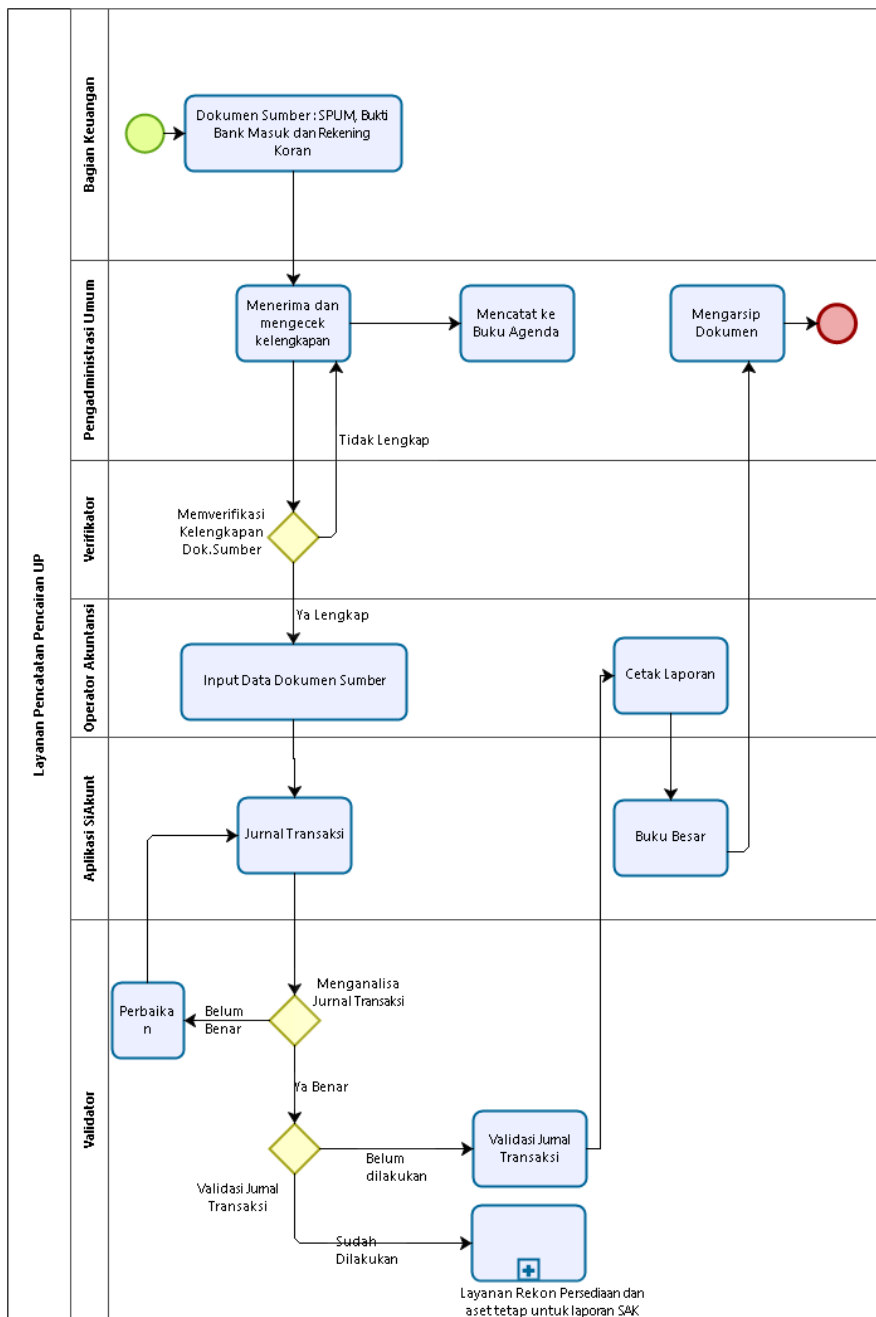 Layanan Pencatatan Pencairan UP
Bagian Keuangan
Dokumen Sumber : SPUM, Bukti
Bank Masuk dan Rekening
Koran
Pengadministrasi Umum
Menerima dan
mengecek
kelengkapan
Mencatat ke
Buku Agenda
Mengarsip
Dokumen
Tidak Lengkap
Verifikator
Memverifikasi
Kelengkapan
Dok.Sumber
Ya Lengkap
Operator Akuntansi
Input Data Dokumen Sumber
Cetak Laporan
Aplikasi SiAkunt
Jurnal Transaksi
Buku Besar
Validator
Menganalisa
Jurnal Transaksi
Perbaika
n
Belum
Benar
Ya Benar
Validasi Jurnal
Transaksi
Belum
dilakukan
Validasi Jurnal
Transaksi
Sudah
Dilakukan
Layanan Rekon Persediaan dan
aset tetap untuk laporan SAK